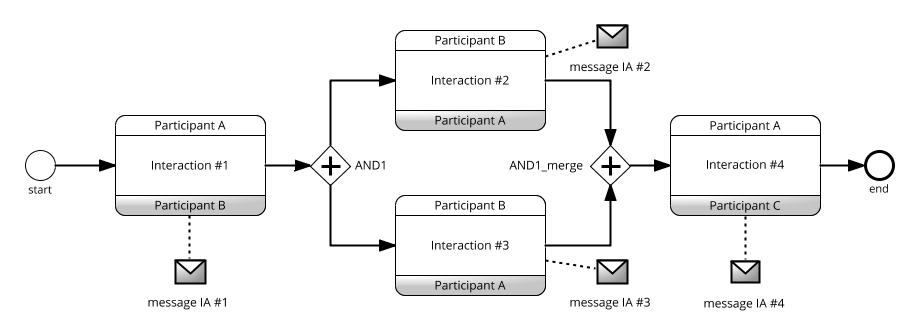 start
Participant A
Interaction #1
Participant B
message IA #1
AND1
Participant B
Interaction #2
Participant A
message IA #2
Participant B
Interaction #3
Participant A
message IA #3
AND1_merge
Participant A
Interaction #4
Participant C
message IA #4
end